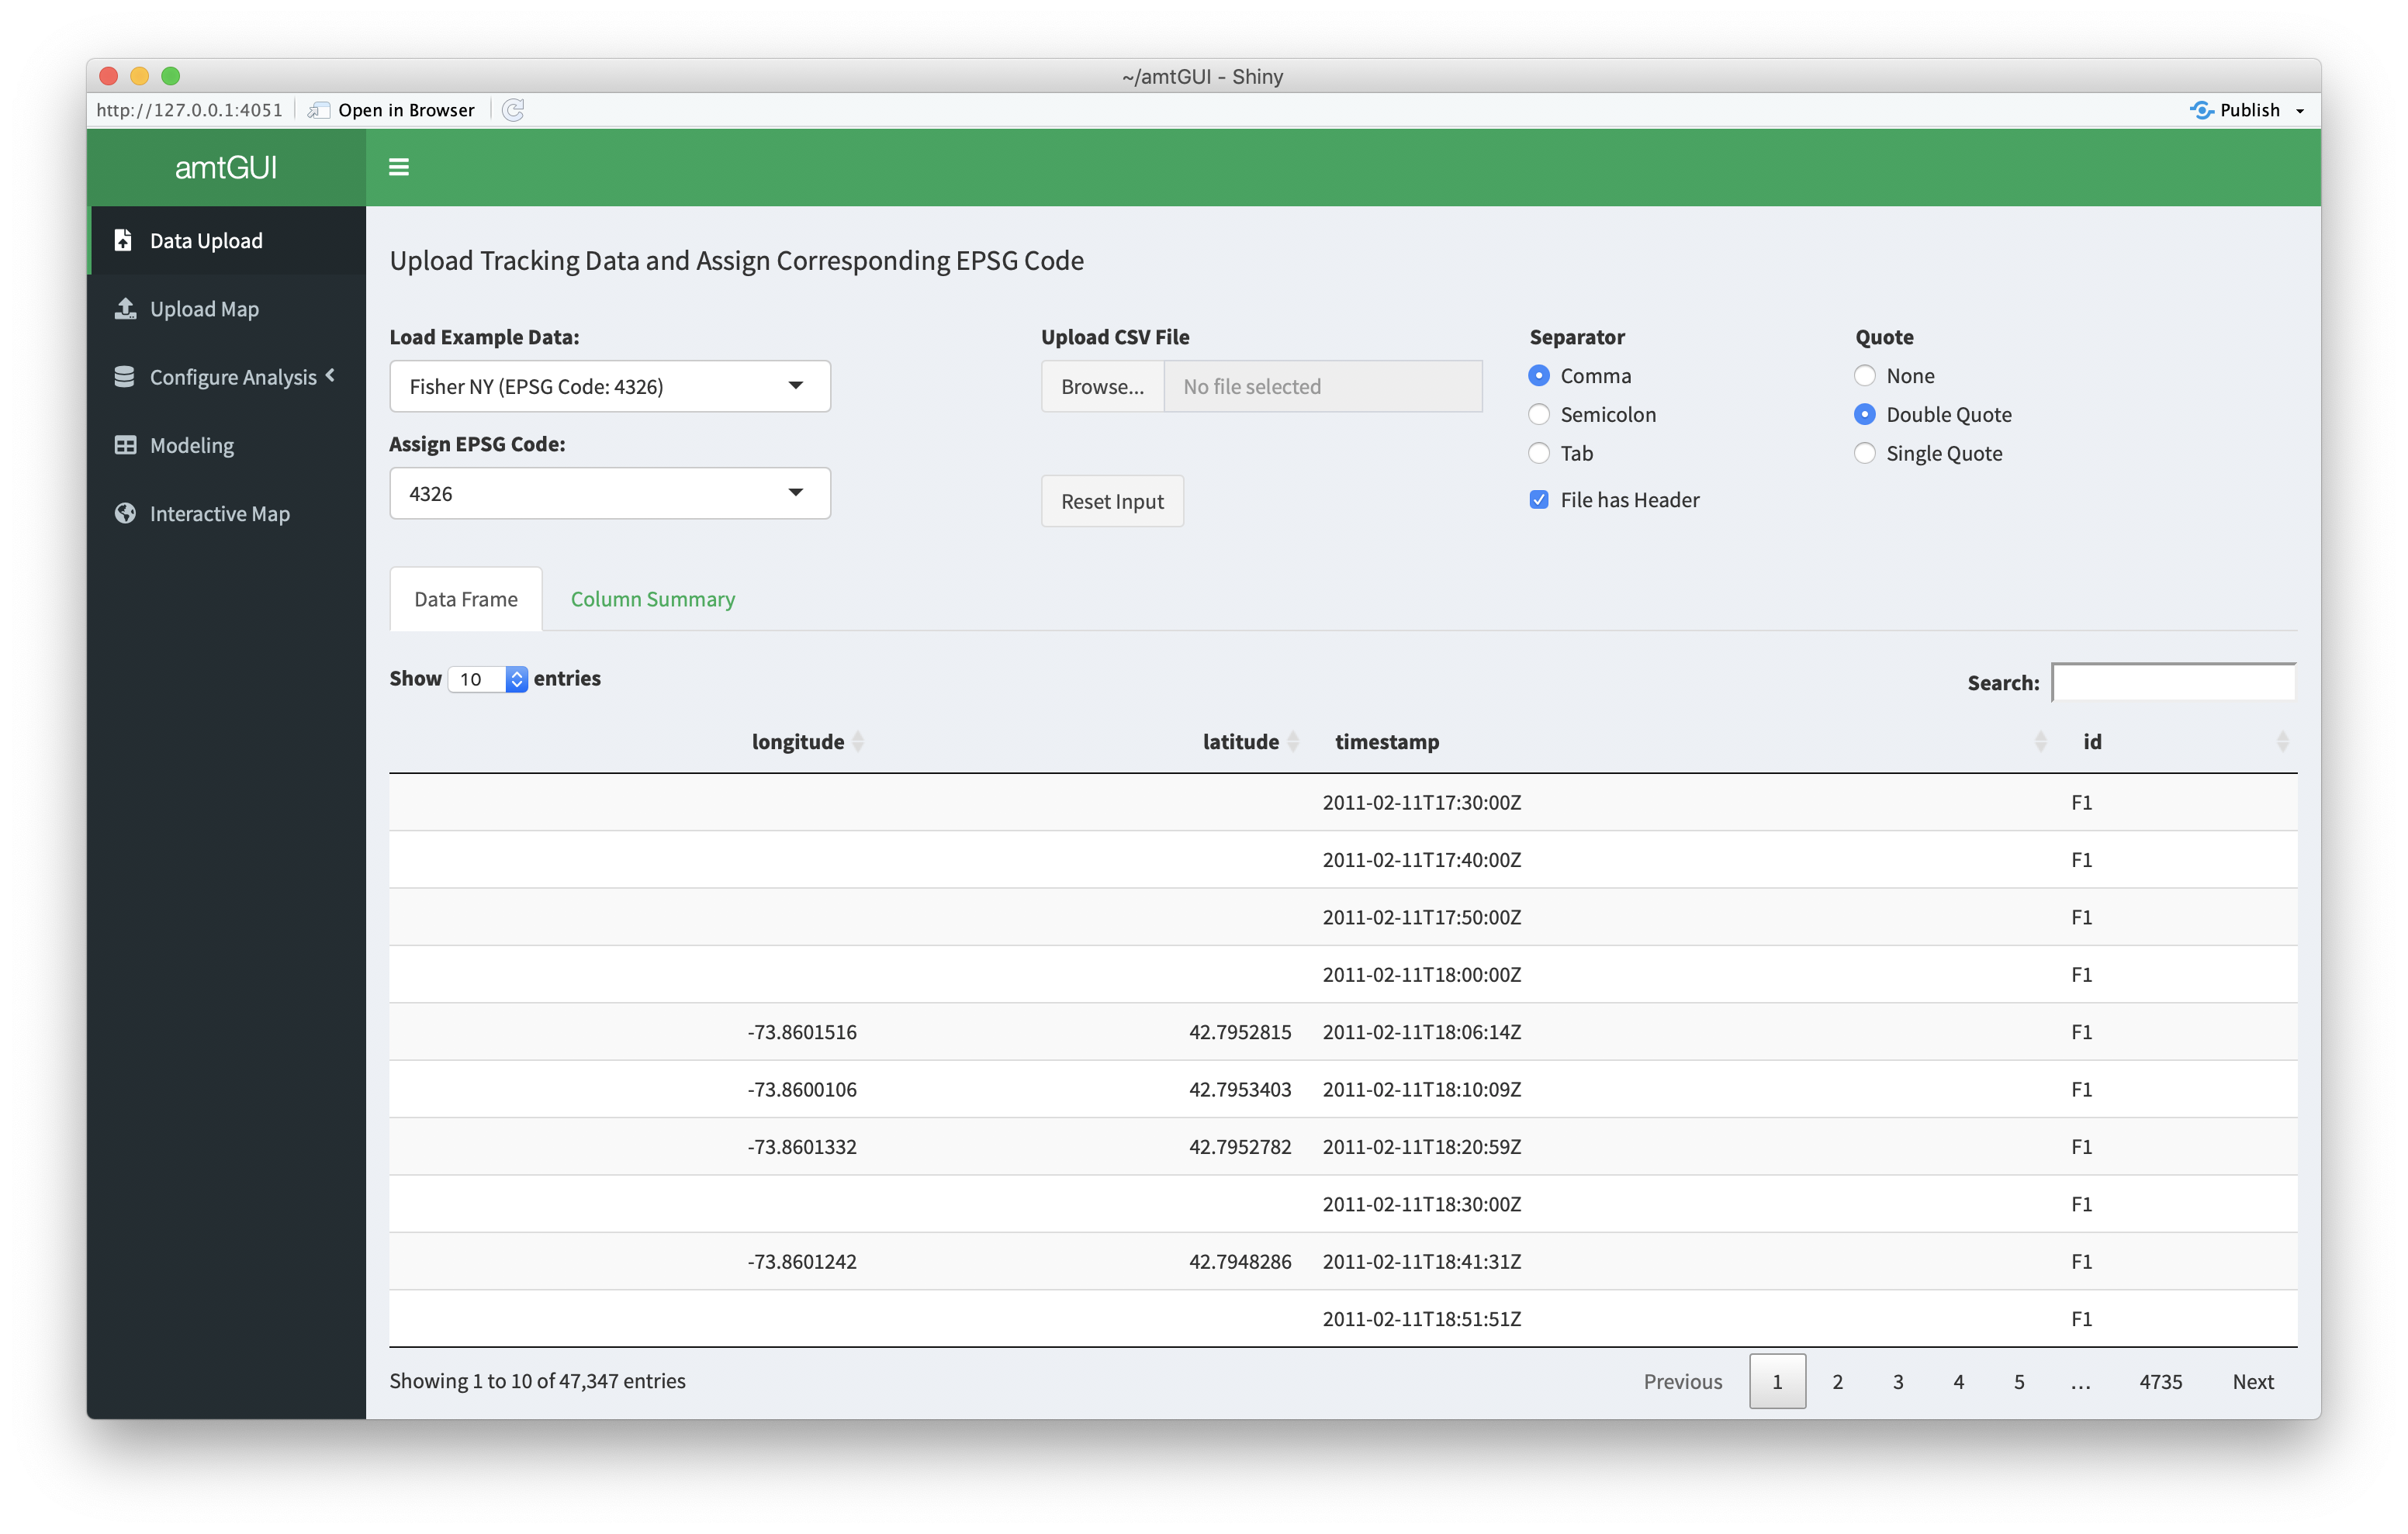 ~/amtGUI - Shiny
http://127.0.0.1:4051 Open in Browser Publish
amtGUI
Data Upload
Upload Map
Configure Analysis
Modeling
Interactive Map
Upload Tracking Data and Assign Corresponding EPSG Code
Load Example Data:
Fisher NY (EPSG Code: 4326)
Assign EPSG Code:
4326
Upload CSV File
Browse... No file selected
Reset Input
Separator
Comma
Semicolon
Tab
File has Header
Quote
None
Double Quote
Single Quote
Data Frame Column Summary
Show 10 entries Search:
longitude latitude timestamp id
2011-02-11T17:30:00Z F1
2011-02-11T17:40:00Z F1
2011-02-11T17:50:00Z F1
2011-02-11T18:00:00Z F1
-73.8601516 42.7952815 2011-02-11T18:06:14Z F1
-73.8600106 42.7953403 2011-02-11T18:10:09Z F1
-73.8601332 42.7952782 2011-02-11T18:20:59Z F1
2011-02-11T18:30:00Z F1
-73.8601242 42.7948286 2011-02-11T18:41:31Z F1
2011-02-11T18:51:51Z F1
Showing 1 to 10 of 47,347 entries Previous 1 2 3 4 5 ... 4735 Next